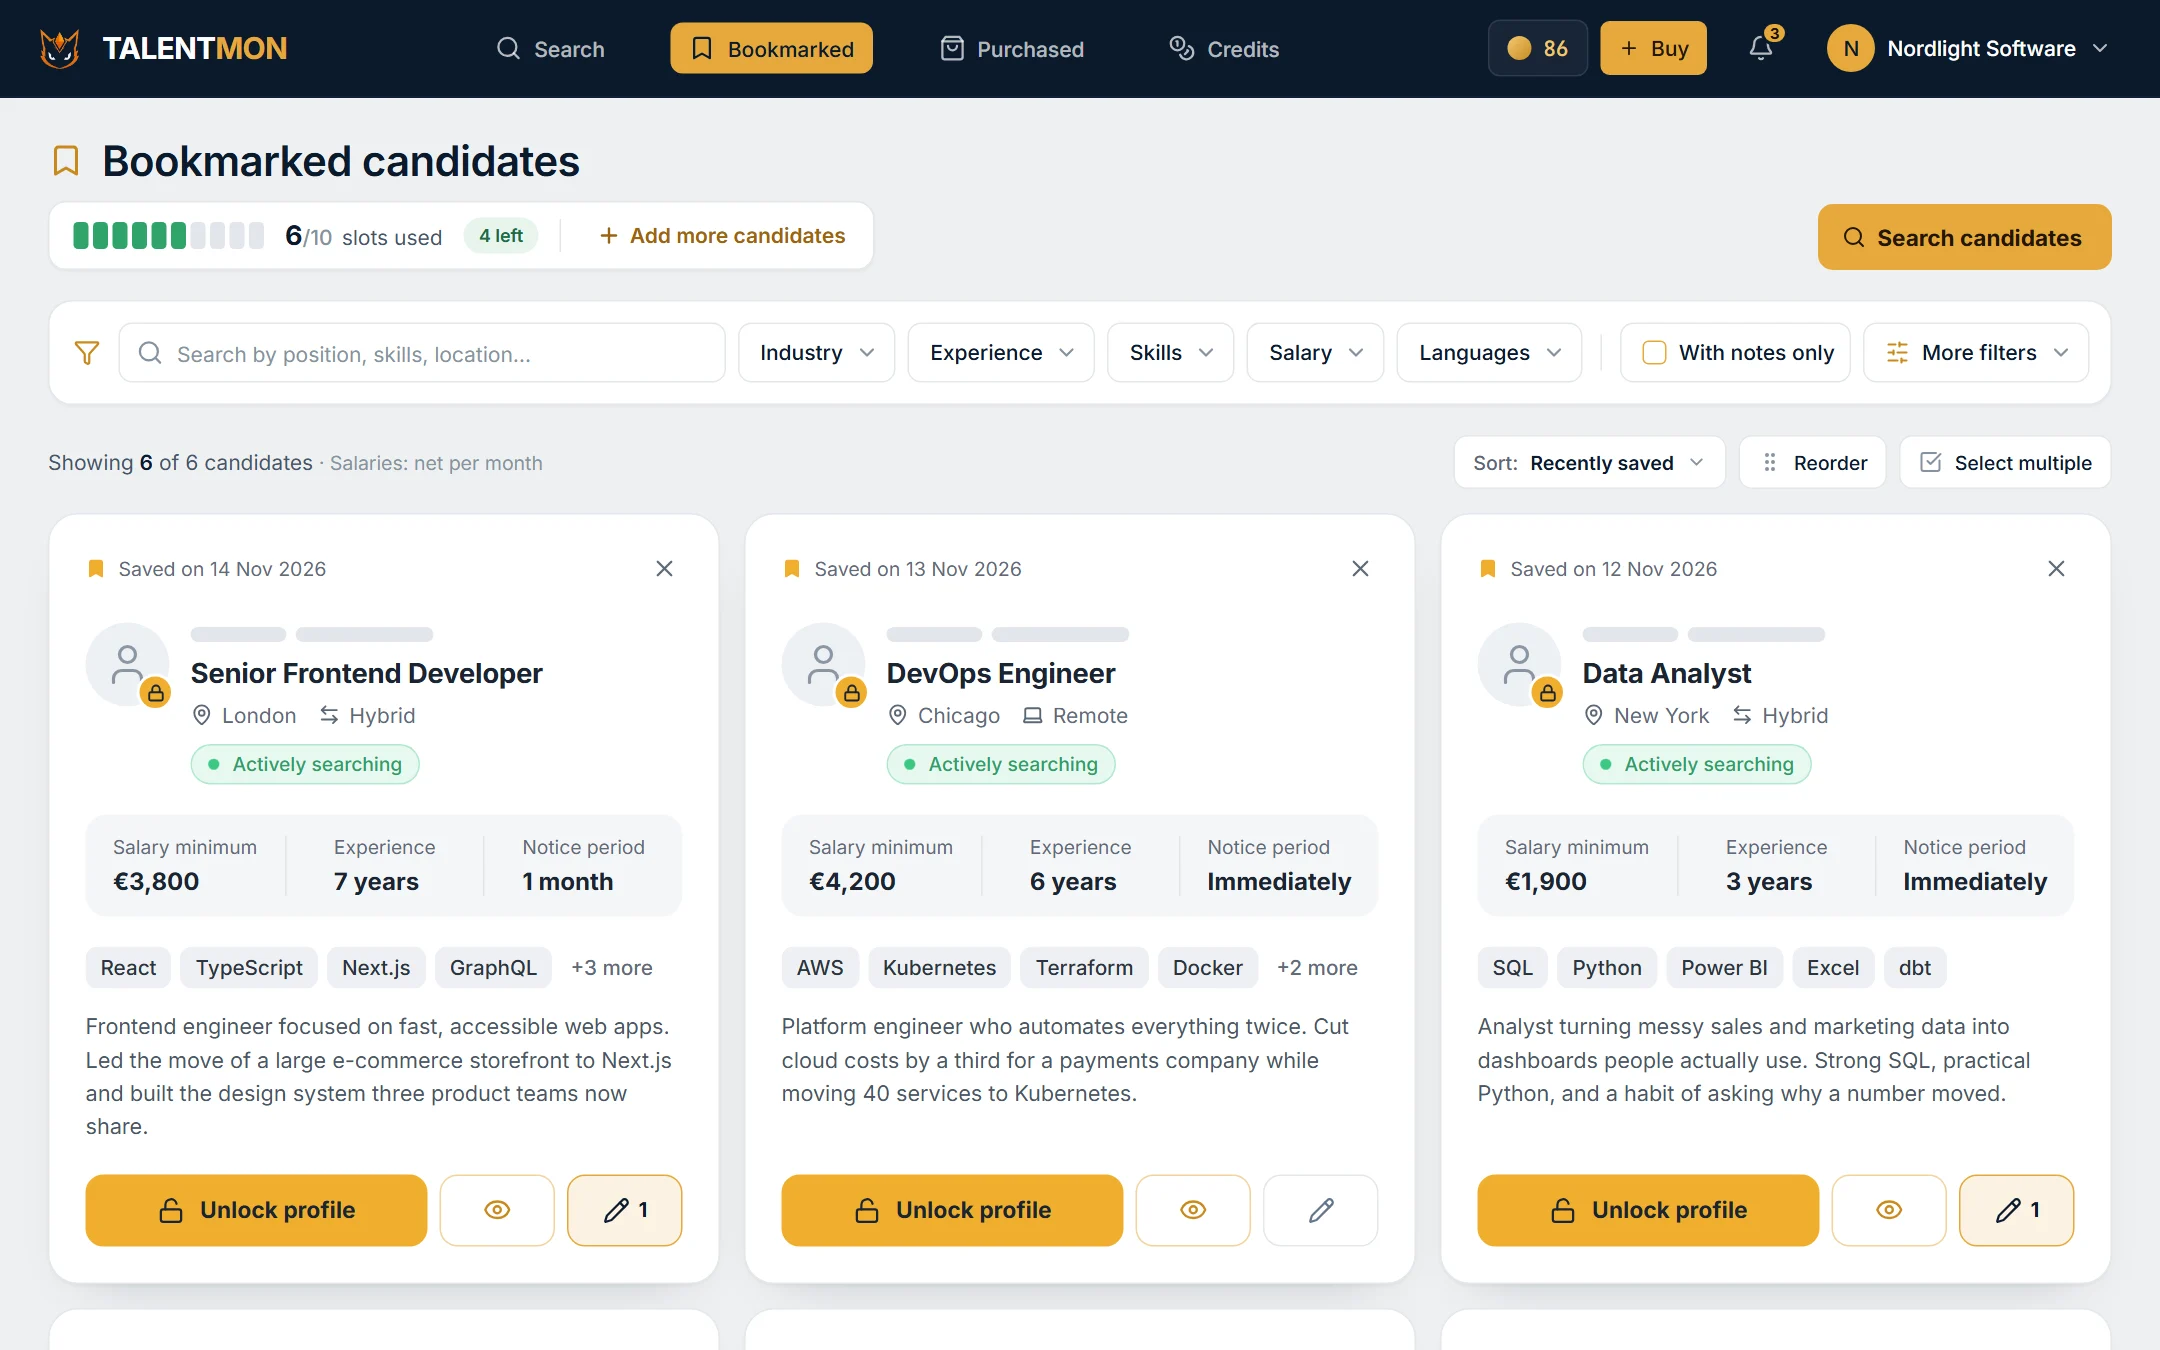 TALENTMON
Search
Bookmarked
Purchased
Credits
86
Buy
3
N
Nordlight Software
Bookmarked candidates
6/10 slots used
4 left
Add more candidates
Search candidates
Search by position, skills, location...
Industry
Experience
Skills
Salary
Languages
With notes only
More filters
Showing 6 of 6 candidates · Salaries: net per month
Sort: Recently saved
Reorder
Select multiple
Saved on 14 Nov 2026
Senior Frontend Developer
London
Hybrid
Actively searching
Salary minimum
€3,800
Experience
7 years
Notice period
1 month
React
TypeScript
Next.js
GraphQL
+3 more
Frontend engineer focused on fast, accessible web apps.
Led the move of a large e-commerce storefront to Next.js
and built the design system three product teams now
share.
Unlock profile
1
Saved on 13 Nov 2026
DevOps Engineer
Chicago
Remote
Actively searching
Salary minimum
€4,200
Experience
6 years
Notice period
Immediately
AWS
Kubernetes
Terraform
Docker
+2 more
Platform engineer who automates everything twice. Cut
cloud costs by a third for a payments company while
moving 40 services to Kubernetes.
Unlock profile
Saved on 12 Nov 2026
Data Analyst
New York
Hybrid
Actively searching
Salary minimum
€1,900
Experience
3 years
Notice period
Immediately
SQL
Python
Power BI
Excel
dbt
Analyst turning messy sales and marketing data into
dashboards people actually use. Strong SQL, practical
Python, and a habit of asking why a number moved.
Unlock profile
1